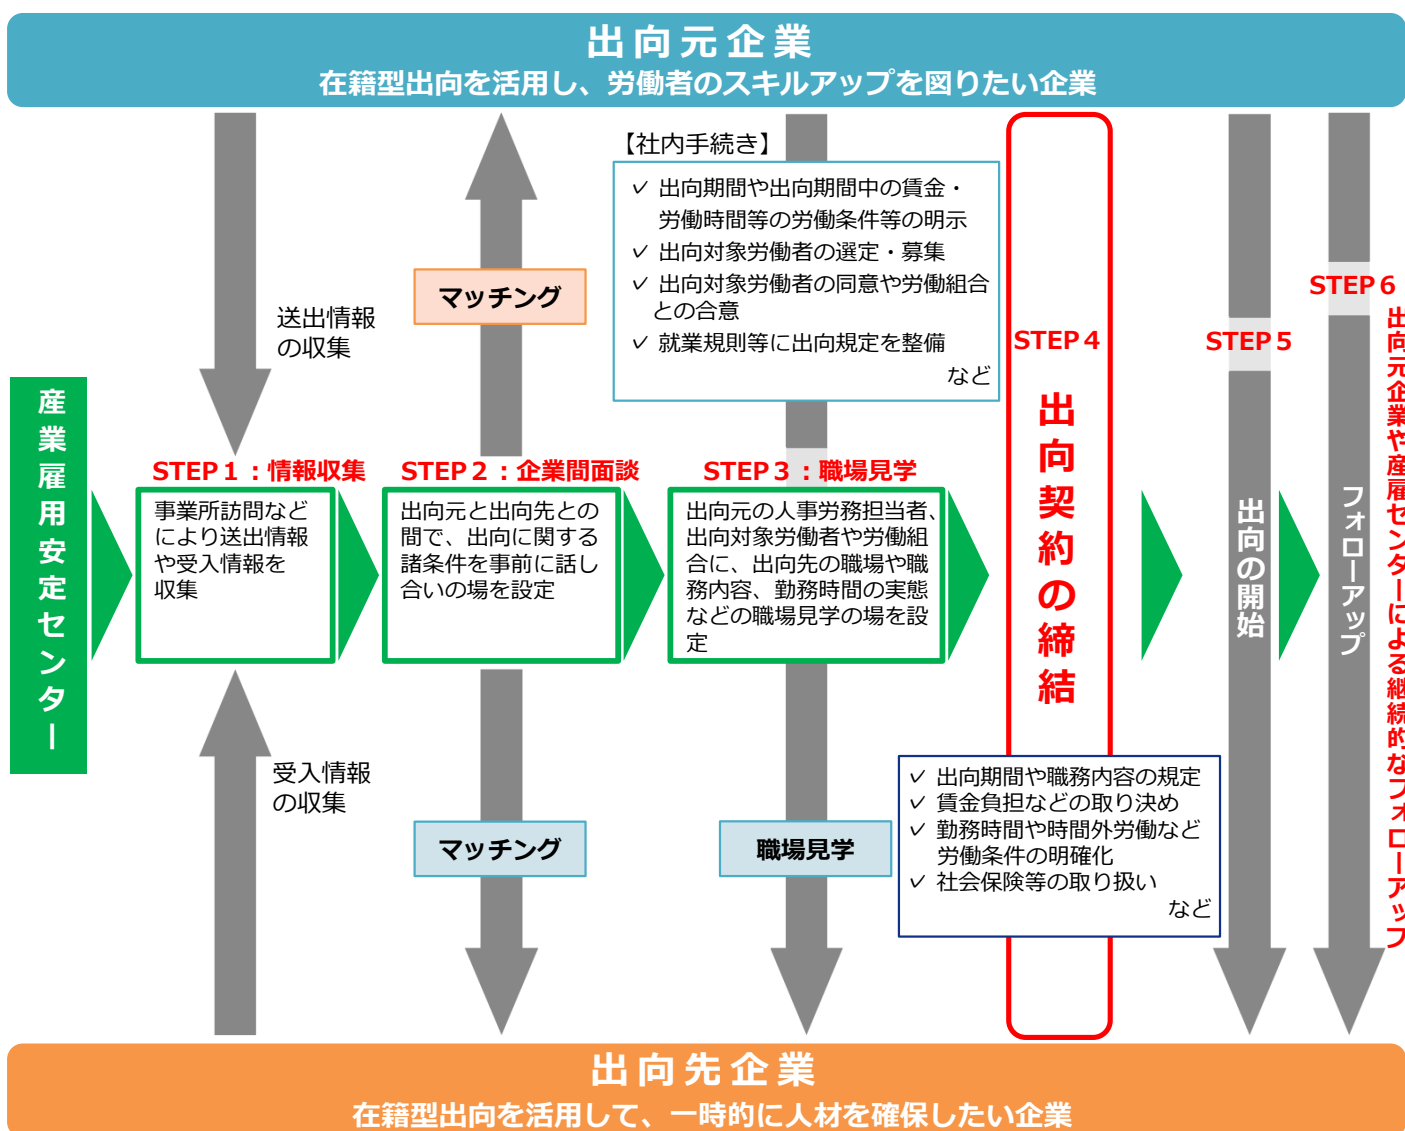 出向元企業
在籍型出向を活用し、労働者のスキルアップを図りたい企業
【社内手続き】
✓ 出向期間や出向期間中の賃金・
労働時間等の労働条件等の明示
✓ 出向対象労働者の選定・募集
✓ 出向対象労働者の同意や労働組合
との合意
✓ 就業規則等に出向規定を整備
など
マッチング
送出情報
の収集
産業雇用安定センター
STEP1：情報収集
事業所訪問など
により送出情報
や受入情報を
収集
STEP2：企業間面談
出向元と出向先との
間で、出向に関する
諸条件を事前に話し
合いの場を設定
STEP3：職場見学
出向元の人事労務担当者、
出向対象労働者や労働組
合に、出向先の職場や職
務内容、勤務時間の実態
などの職場見学の場を設
定
STEP4
出向契約の締結
STEP5
出向の開始
STEP6
フォローアップ
出向元企業や産雇センターによる継続的なフォローアップ
受入情報
の収集
マッチング
職場見学
✓ 出向期間や職務内容の規定
✓ 賃金負担などの取り決め
✓ 勤務時間や時間外労働など
労働条件の明確化
✓ 社会保険等の取り扱い
など
出向先企業
在籍型出向を活用して、一時的に人材を確保したい企業